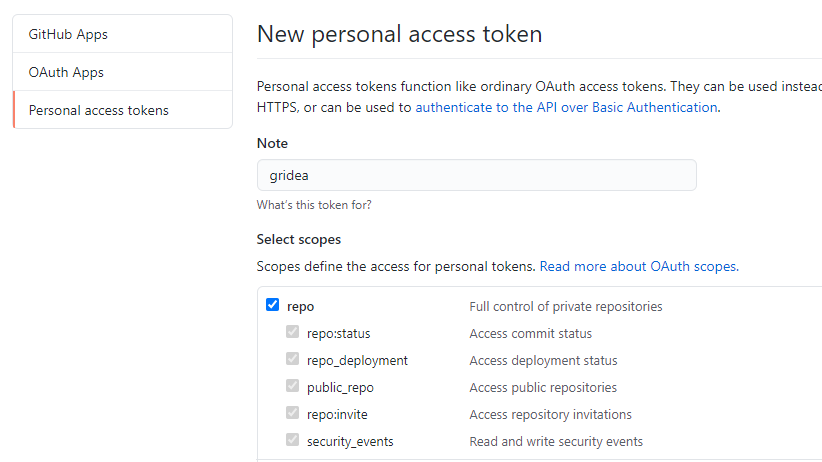 GitHub Apps
OAuth Apps
Personal access tokens
New personal access token
Personal access tokens function like ordinary OAuth access tokens. They can be used instead
HTTPS, or can be used to authenticate to the API over Basic Authentication.
Note
gridea
What's this token for?
Select scopes
Scopes define the access for personal tokens. Read more about OAuth scopes.
repo Full control of private repositories
repo:status Access commit status
repo_deployment Access deployment status
public_repo Access public repositories
repo:invite Access repository invitations
security_events Read and write security events